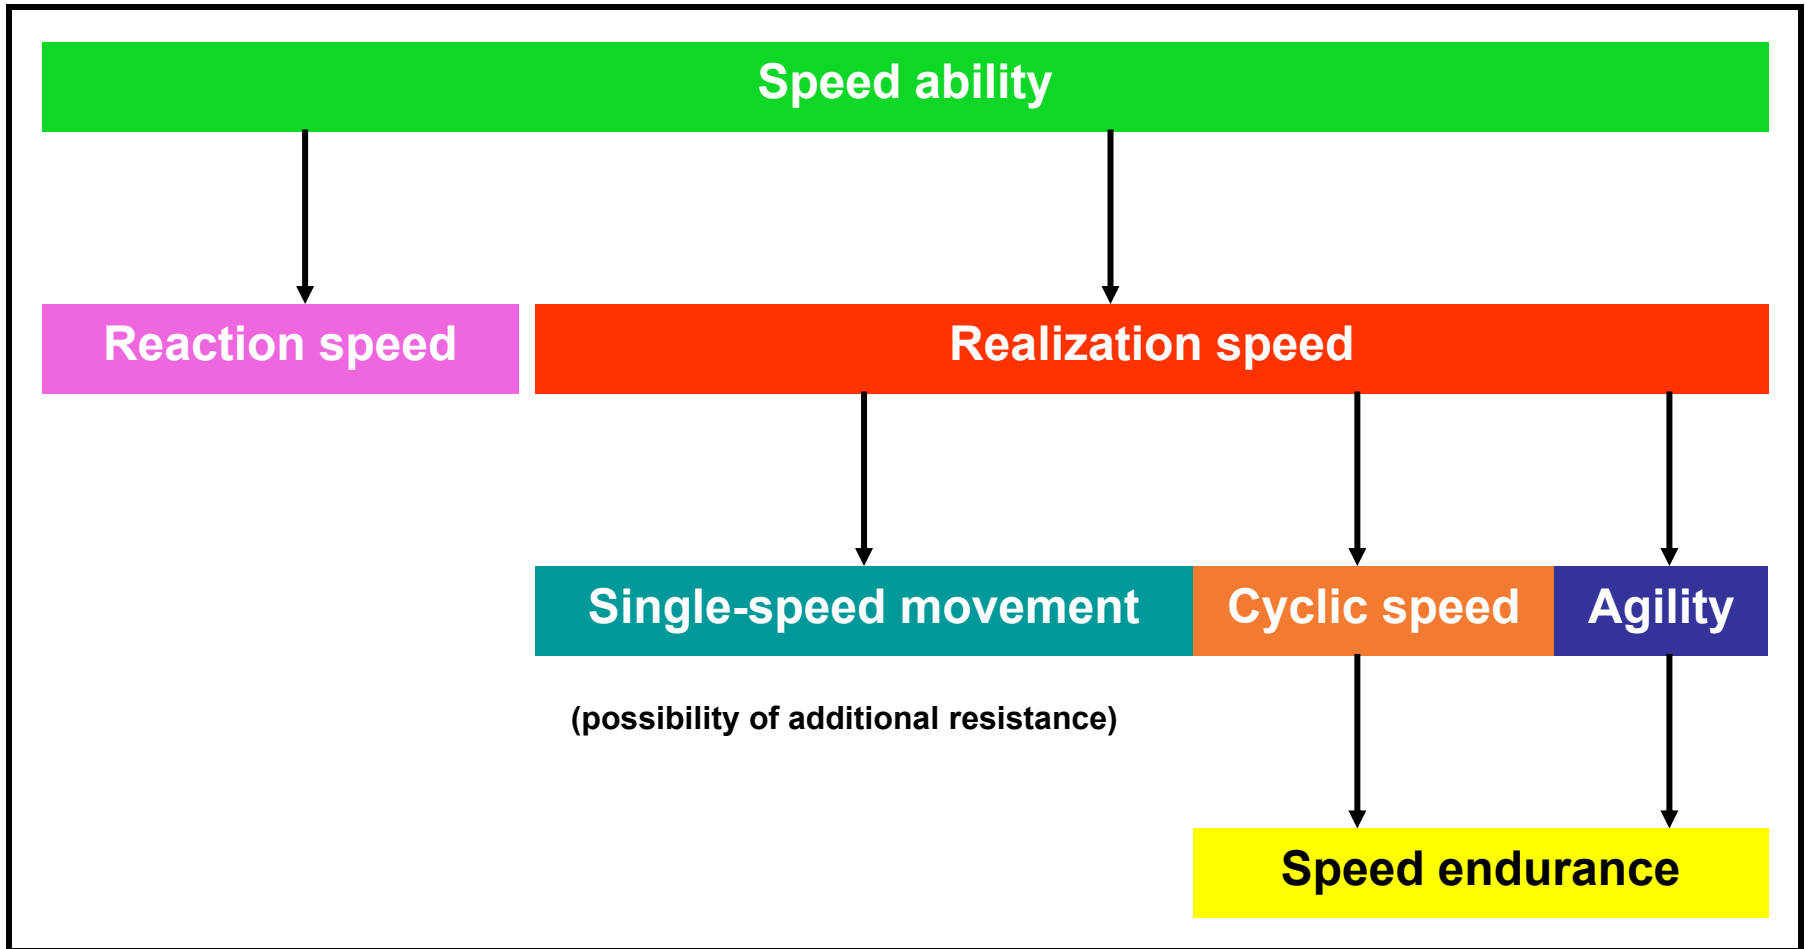 Speed ability
Reaction speed
Realization speed
Single-speed movement
Cyclic speed
Agility
(possibility of additional resistance)
Speed endurance